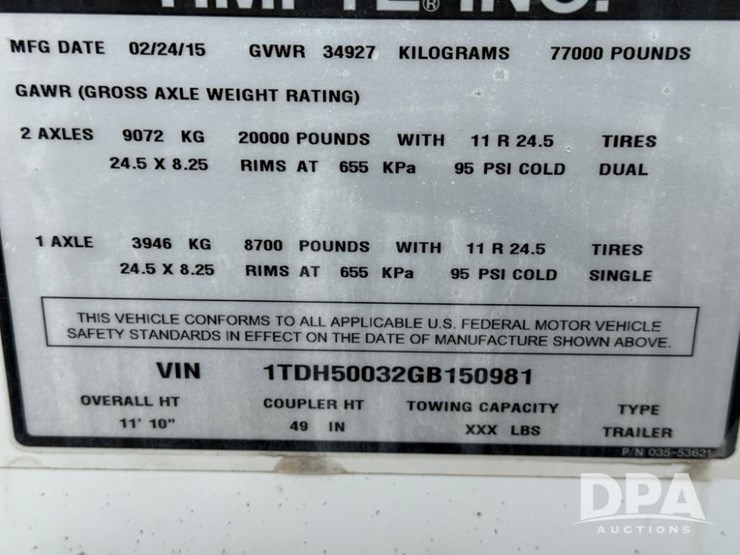 TIMPTE® INC.
MFG DATE 02/24/15 GVWR 34927 KILOGRAMS 77000 POUNDS
GAWR (GROSS AXLE WEIGHT RATING)
2 AXLES 9072 KG 20000 POUNDS WITH 11 R 24.5 TIRES
24.5 X 8.25 RIMS AT 655 KPa 95 PSI COLD DUAL
1 AXLE 3946 KG 8700 POUNDS WITH 11 R 24.5 TIRES
24.5 X 8.25 RIMS AT 655 KPa 95 PSI COLD SINGLE
THIS VEHICLE CONFORMS TO ALL APPLICABLE U.S. FEDERAL MOTOR VEHICLE
SAFETY STANDARDS IN EFFECT ON THE DATE OF MANUFACTURE SHOWN ABOVE.
VIN 1TDH50032GB150981
OVERALL HT COUPLER HT TOWING CAPACITY TYPE
11' 10" 49 IN XXX LBS TRAILER
P/N 035-53621
DPA
AUCTIONS